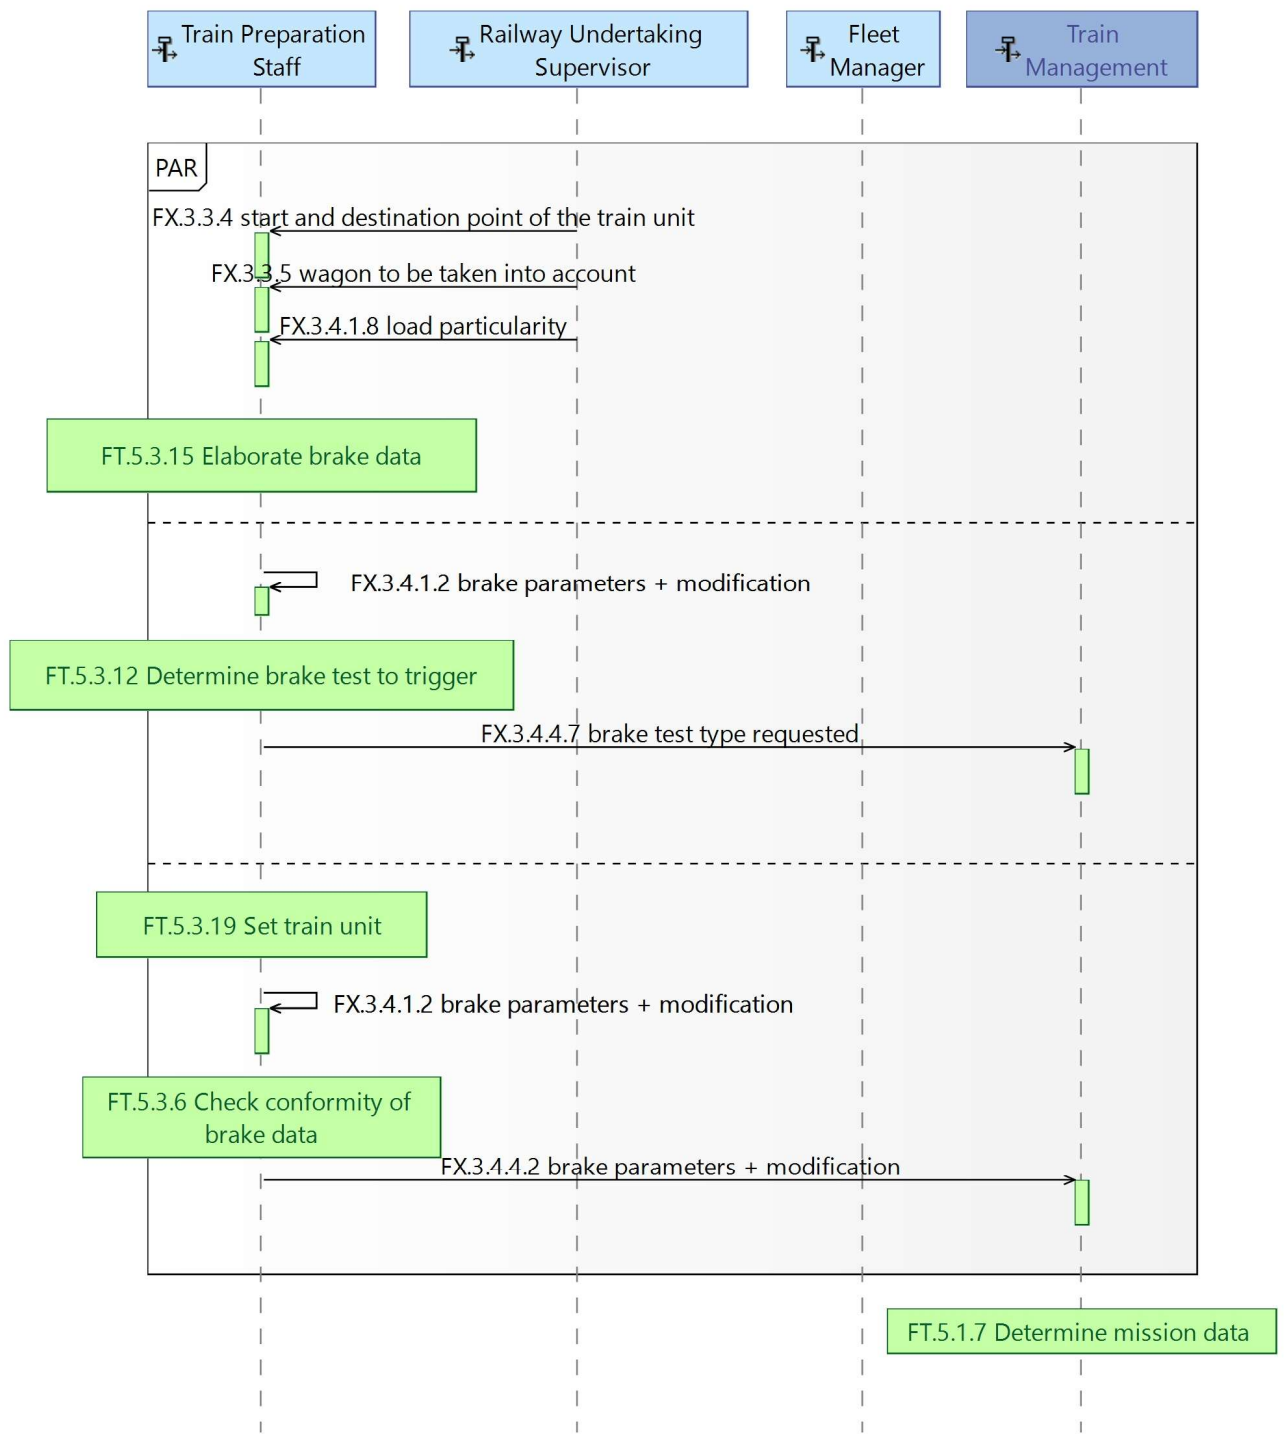 Train Preparation
Staff
Railway Undertaking
Supervisor
Fleet
Manager
Train
Management
PAR
FX.3.3.4 start and destination point of the train unit
FX.3.3.5 wagon to be taken into account
FX.3.4.1.8 load particularity
FT.5.3.15 Elaborate brake data
FX.3.4.1.2 brake parameters + modification
FT.5.3.12 Determine brake test to trigger
FX.3.4.4.7 brake test type requested
FT.5.3.19 Set train unit
FX.3.4.1.2 brake parameters + modification
FT.5.3.6 Check conformity of
brake data
FX.3.4.4.2 brake parameters + modification
FT.5.1.7 Determine mission data